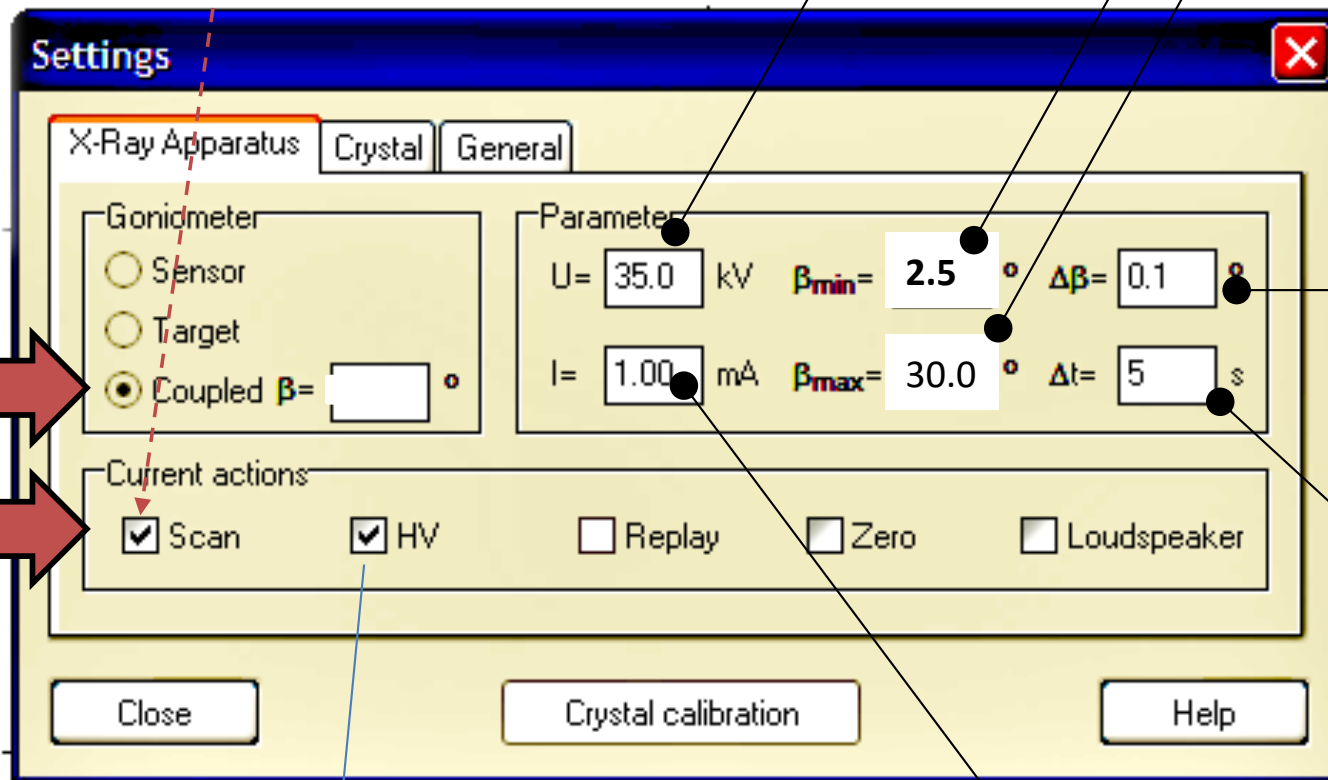 Settings
X-Ray Apparatus Crystal General
Goniometer
Sensor
Target
Coupled β= °
Parameter
U= 35.0 kV βmin= 2.5 ° Δβ= 0.1 °
I= 1.00 mA βmax= 30.0 ° Δt= 5 s
Current actions
Scan HV Replay Zero Loudspeaker
Close Crystal calibration Help